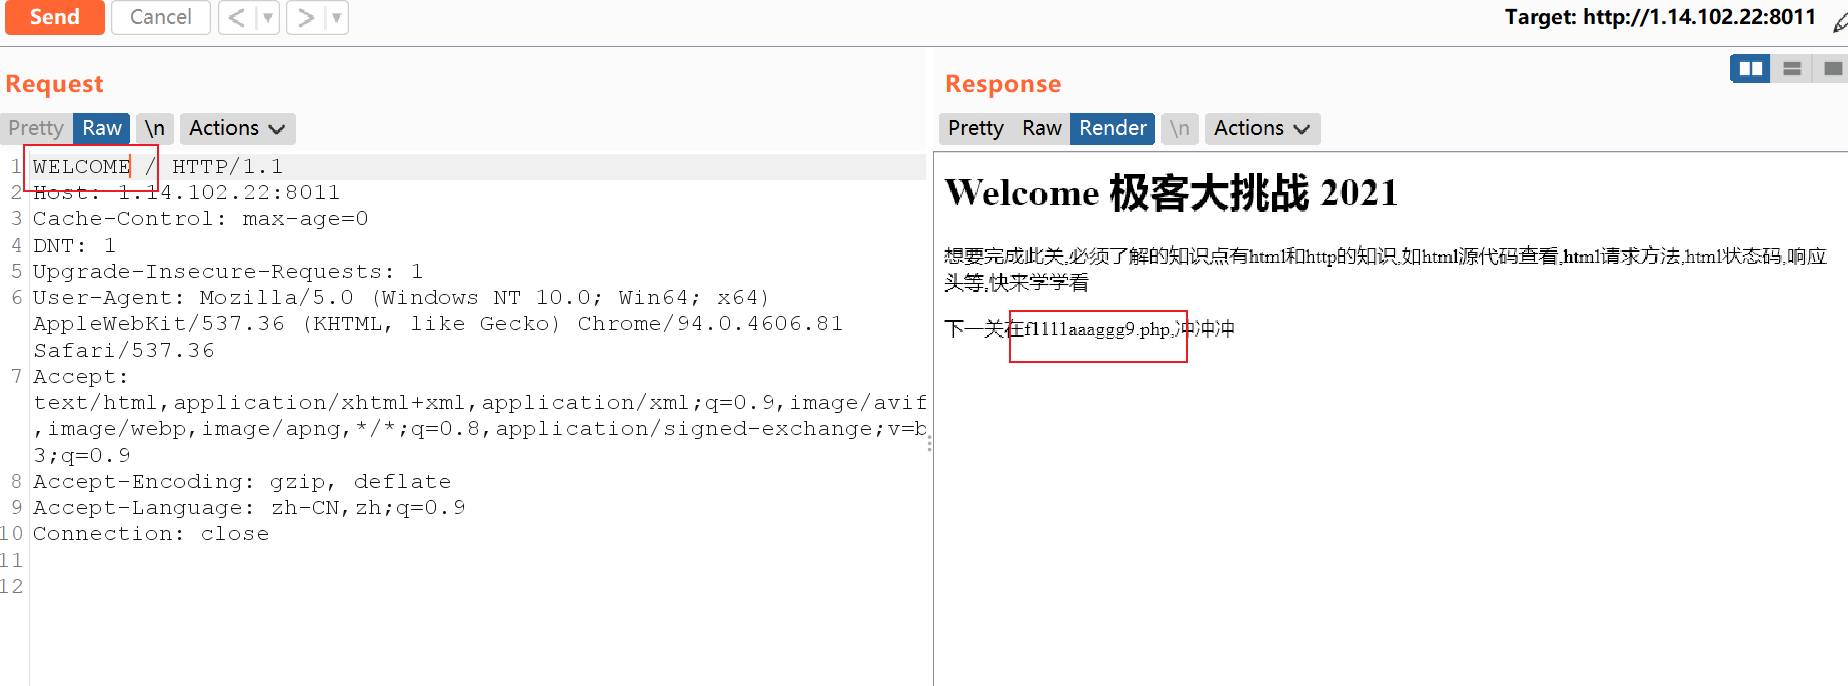 Send Cancel < > Target: http://1.14.102.22:8011
Request
Pretty Raw \n Actions
1 WELCOME / HTTP/1.1
2 Host: 1.14.102.22:8011
3 Cache-Control: max-age=0
4 DNT: 1
5 Upgrade-Insecure-Requests: 1
6 User-Agent: Mozilla/5.0 (Windows NT 10.0; Win64; x64)
AppleWebKit/537.36 (KHTML, like Gecko) Chrome/94.0.4606.81
Safari/537.36
7 Accept:
text/html,application/xhtml+xml,application/xml;q=0.9,image/avif
,image/webp,image/apng,*/*;q=0.8,application/signed-exchange;v=b
3;q=0.9
8 Accept-Encoding: gzip, deflate
9 Accept-Language: zh-CN,zh;q=0.9
10 Connection: close
11
12
Response
Pretty Raw Render \n Actions
Welcome 极客大挑战 2021
想要完成此关,必须了解的知识点有html和http的知识,如html源代码查看,html请求方法,html状态码,响应
头等,快来学学看
下一关在f1111aaaggg9.php,冲冲冲